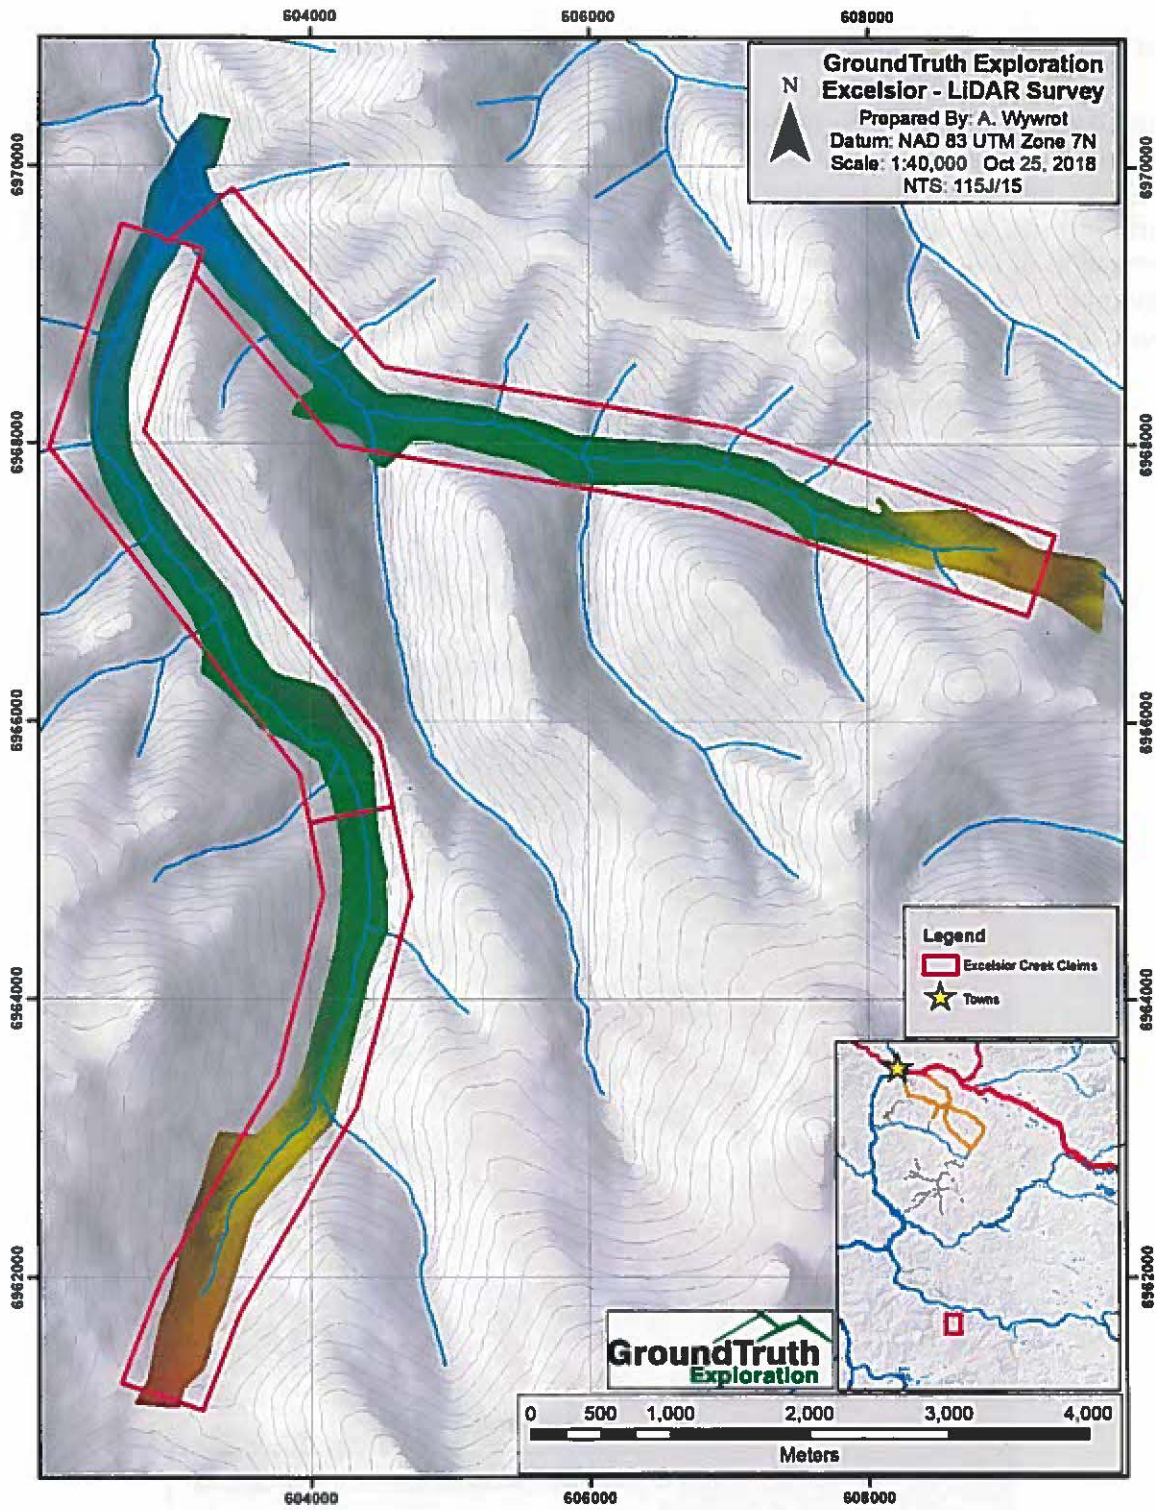 604000
606000
608000
GroundTruth Exploration
Excelsior - LiDAR Survey
Prepared By: A. Wywrot
Datum: NAD 83 UTM Zone 7N
Scale: 1:40,000 Oct 25, 2018
NTS: 115J/15
N
6970000
6970000
6968000
6968000
6966000
6966000
Legend
Excelsior Creek Claims
Towns
6964000
6964000
6962000
6962000
GroundTruth
Exploration
0 500 1,000 2,000 3,000 4,000
Meters
604000
606000
608000